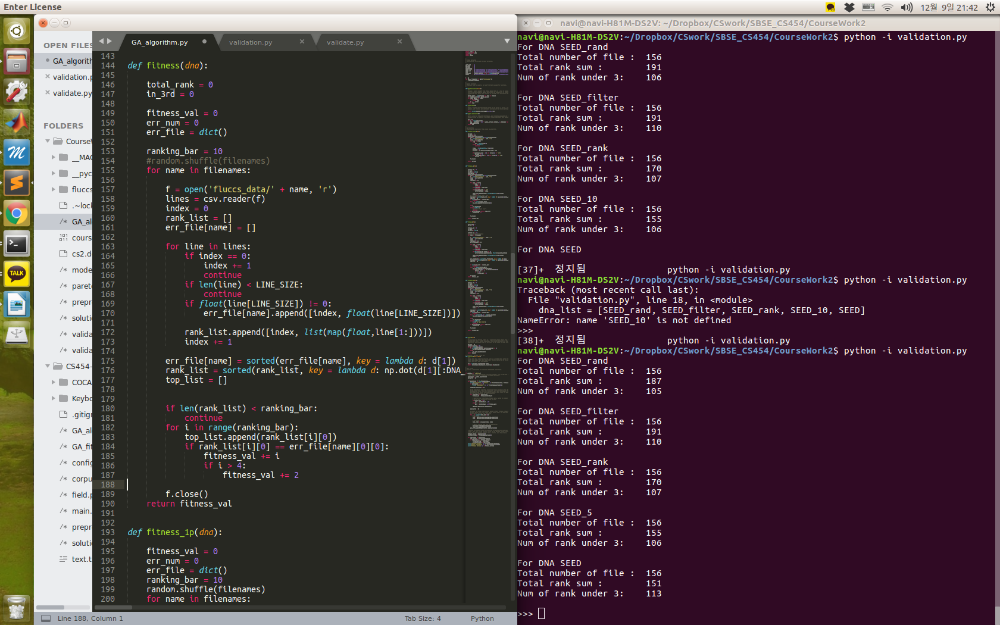 Enter License
12월 9일 21:42
navi@navi-H81M-DS2V: ~/Dropbox/CSwork/SBSE_CS454/CourseWork2
OPEN FILES
GA_algorith
validation.p
validate.py
FOLDERS
CourseW
__MAC
__pyc
fluccs
.~lock
GA_al
cours
cs2.d
mode
paret
prepr
soluti
valida
valida
CS454-
COCA
Keybo
.gitigr
GA_al
GA_fit
config
corpu
field.p
main.
prepr
soluti
text.t
TALK
GA_algorithm.py
validation.py
validate.py
143
144 def fitness(dna):
145
146 total_rank = 0
147 in_3rd = 0
148
149 fitness_val = 0
150 err_num = 0
151 err_file = dict()
152
153 ranking_bar = 10
154 #random.shuffle(filenames)
155 for name in filenames:
156
157 f = open('fluccs_data/' + name, 'r')
158 lines = csv.reader(f)
159 index = 0
160 rank_list = []
161 err_file[name] = []
162
163 for line in lines:
164 if index == 0:
165 index += 1
166 continue
167 if len(line) < LINE_SIZE:
168 continue
169 if float(line[LINE_SIZE]) != 0:
170 err_file[name].append([index, float(line[LINE_SIZE])])
171
172 rank_list.append([index, list(map(float,line[1:]))])
173 index += 1
174
175 err_file[name] = sorted(err_file[name], key = lambda d: d[1])
176 rank_list = sorted(rank_list, key = lambda d: np.dot(d[1][:DNA_
177 top_list = []
178
179
180 if len(rank_list) < ranking_bar:
181 continue
182 for i in range(ranking_bar):
183 top_list.append(rank_list[i][0])
184 if rank_list[i][0] == err_file[name][0][0]:
185 fitness_val += i
186 if i > 4:
187 fitness_val += 2
188
189 f.close()
190 return fitness_val
191
192
193 def fitness_1p(dna):
194
195 fitness_val = 0
196 err_num = 0
197 err_file = dict()
198 ranking_bar = 10
199 random.shuffle(filenames)
200 for name in filenames:
Line 188, Column 1
Tab Size: 4
Python
navi@navi-H81M-DS2V:~/Dropbox/CSwork/SBSE_CS454/CourseWork2$ python -i validation.py
For DNA SEED_rand
Total number of file : 156
Total rank sum : 191
Num of rank under 3: 106
For DNA SEED_filter
Total number of file : 156
Total rank sum : 191
Num of rank under 3: 110
For DNA SEED_rank
Total number of file : 156
Total rank sum : 170
Num of rank under 3: 107
For DNA SEED_10
Total number of file : 156
Total rank sum : 155
Num of rank under 3: 106
For DNA SEED
[37]+ 정지됨 python -i validation.py
navi@navi-H81M-DS2V:~/Dropbox/CSwork/SBSE_CS454/CourseWork2$ python -i validation.py
Traceback (most recent call last):
File "validation.py", line 18, in <module>
dna_list = [SEED_rand, SEED_filter, SEED_rank, SEED_10, SEED]
NameError: name 'SEED_10' is not defined
>>>
[38]+ 정지됨 python -i validation.py
navi@navi-H81M-DS2V:~/Dropbox/CSwork/SBSE_CS454/CourseWork2$ python -i validation.py
For DNA SEED_rand
Total number of file : 156
Total rank sum : 187
Num of rank under 3: 105
For DNA SEED_filter
Total number of file : 156
Total rank sum : 191
Num of rank under 3: 110
For DNA SEED_rank
Total number of file : 156
Total rank sum : 170
Num of rank under 3: 107
For DNA SEED_5
Total number of file : 156
Total rank sum : 155
Num of rank under 3: 106
For DNA SEED
Total number of file : 156
Total rank sum : 151
Num of rank under 3: 113
>>>